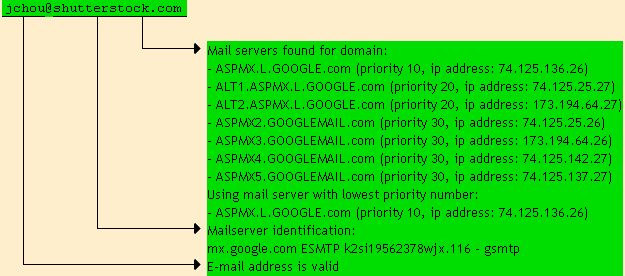 jchou@shutterstock.com
Mail servers found for domain:
- ASPMX.L.GOOGLE.com (priority 10, ip address: 74.125.136.26)
- ALT1.ASPMX.L.GOOGLE.com (priority 20, ip address: 74.125.25.27)
- ALT2.ASPMX.L.GOOGLE.com (priority 20, ip address: 173.194.64.27)
- ASPMX2.GOOGLEMAIL.com (priority 30, ip address: 74.125.25.26)
- ASPMX3.GOOGLEMAIL.com (priority 30, ip address: 173.194.64.26)
- ASPMX4.GOOGLEMAIL.com (priority 30, ip address: 74.125.142.27)
- ASPMX5.GOOGLEMAIL.com (priority 30, ip address: 74.125.137.27)
Using mail server with lowest priority number:
- ASPMX.L.GOOGLE.com (priority 10, ip address: 74.125.136.26)
Mailserver identification:
mx.google.com ESMTP k2si19562378wjx.116 - gsmtp
E-mail address is valid